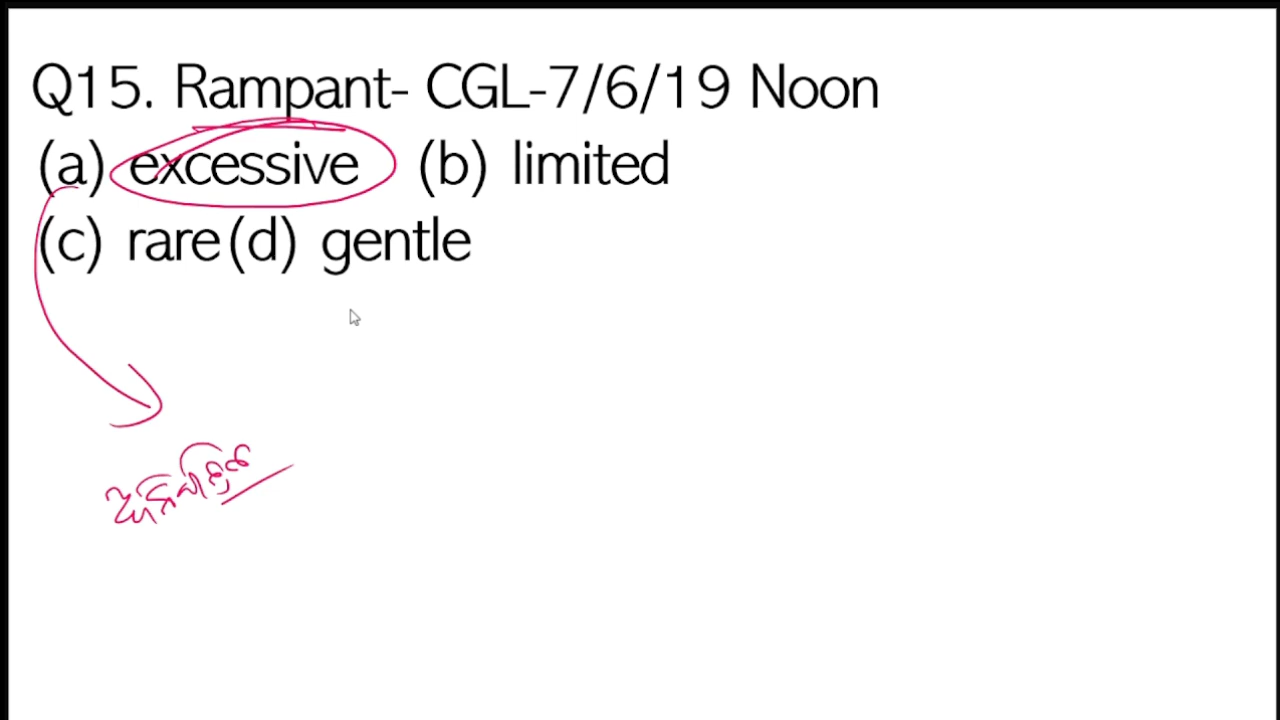 Q15. Rampant- CGL-7/6/19 Noon
(a) excessive (b) limited
(c) rare (d) gentle